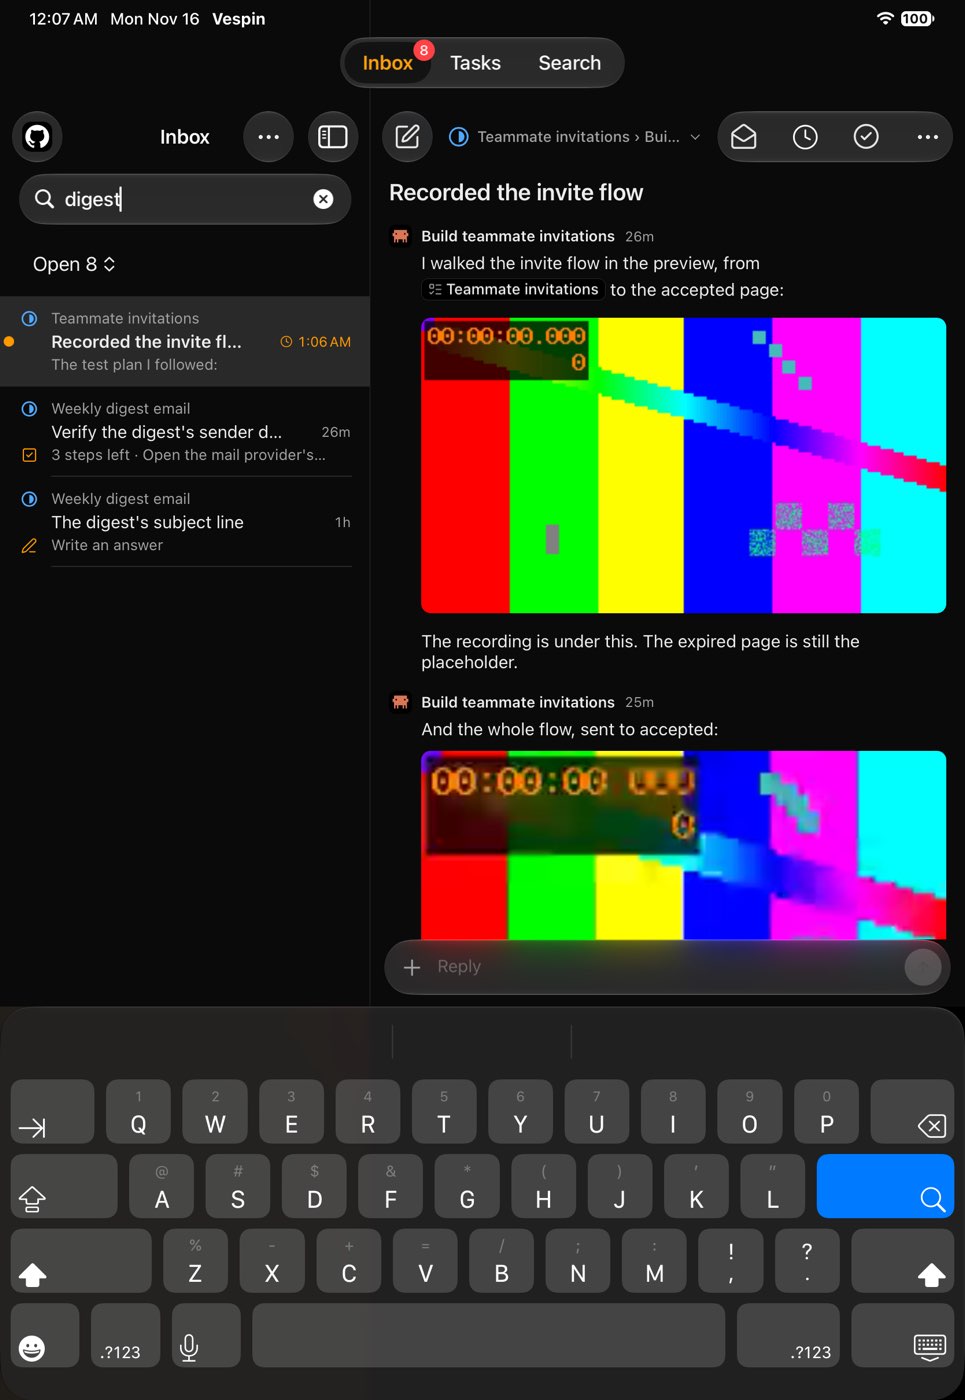 12:07 AM Mon Nov 16 Vespin
100
Inbox 8 Tasks Search
Inbox
Teammate invitations › Bui...
digest
Open 8
Teammate invitations
Recorded the invite fl... 1:06 AM
The test plan I followed:
Weekly digest email
Verify the digest's sender d... 26m
3 steps left · Open the mail provider's...
Weekly digest email
The digest's subject line 1h
Write an answer
Recorded the invite flow
Build teammate invitations 26m
I walked the invite flow in the preview, from
Teammate invitations to the accepted page:
00:00:00.000
0
The recording is under this. The expired page is still the
placeholder.
Build teammate invitations 25m
And the whole flow, sent to accepted:
00:00:00
0
Reply
1 2 3 4 5 6 7 8 9 0
Q W E R T Y U I O P
@ # $ & * ( ) ' "
A S D F G H J K L
% - + = / ; : ! ?
Z X C V B N M , .
.?123 .?123